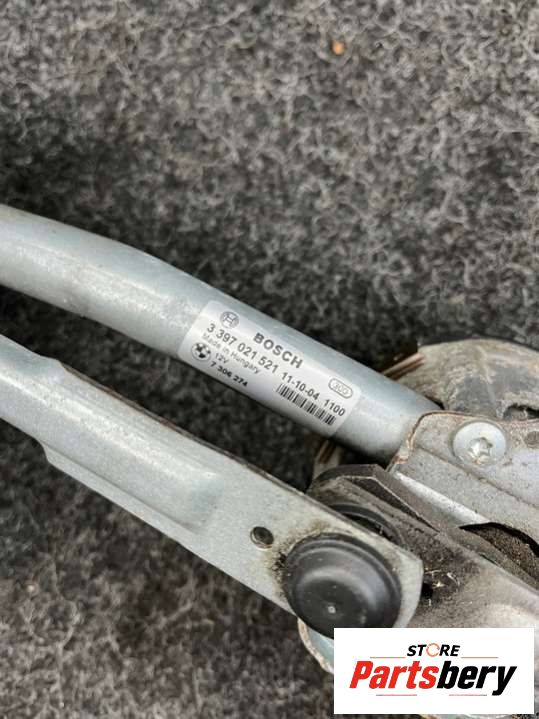 BOSCH
3 397 021 521 11-10-04 1100
Made in Hungary
12V
7 306 274
STORE
Partsbery